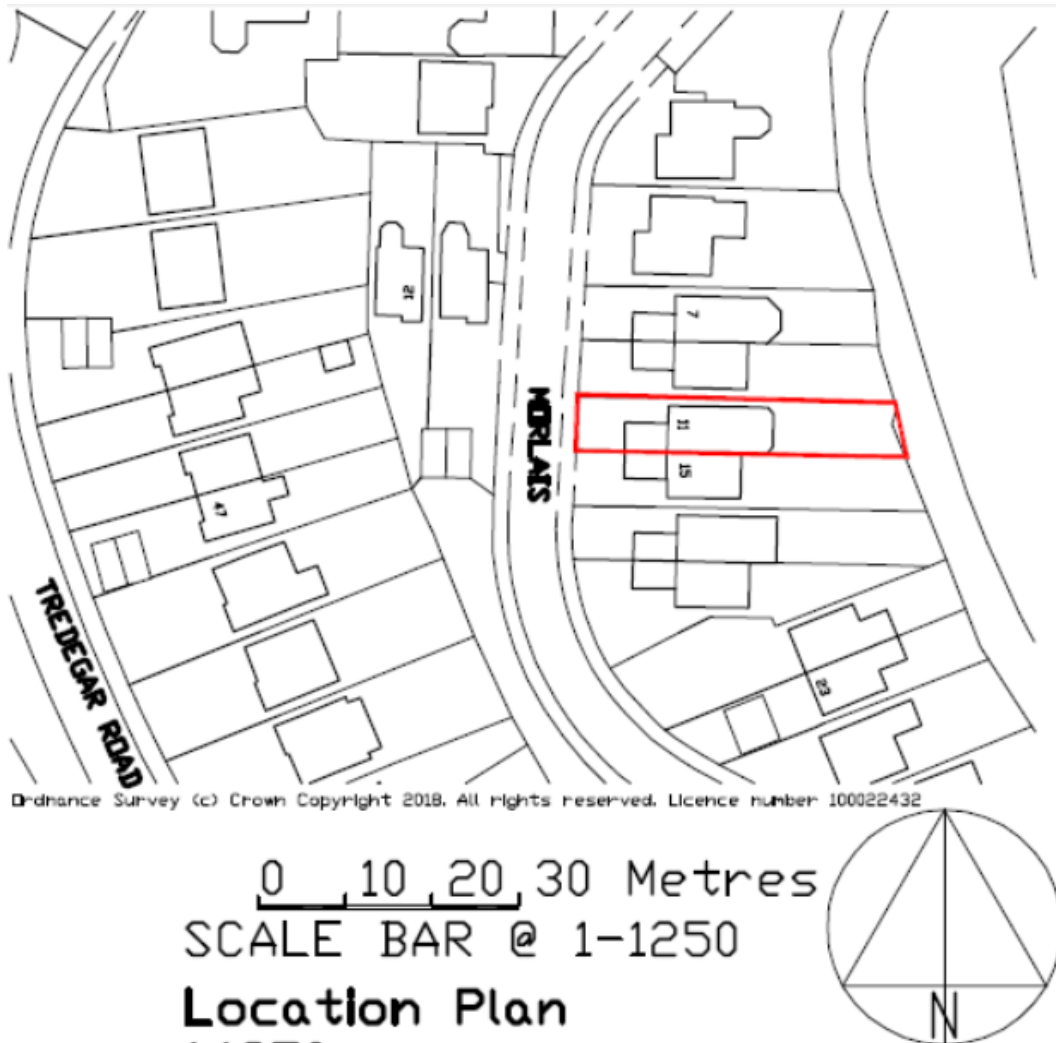 12
7
MORLAIS
11
15
47
TREDEGAR ROAD
23
Ordnance Survey (c) Crown Copyright 2018. All rights reserved. Licence number 100022432
0 10 20 30 Metres
SCALE BAR @ 1-1250
Location Plan
N